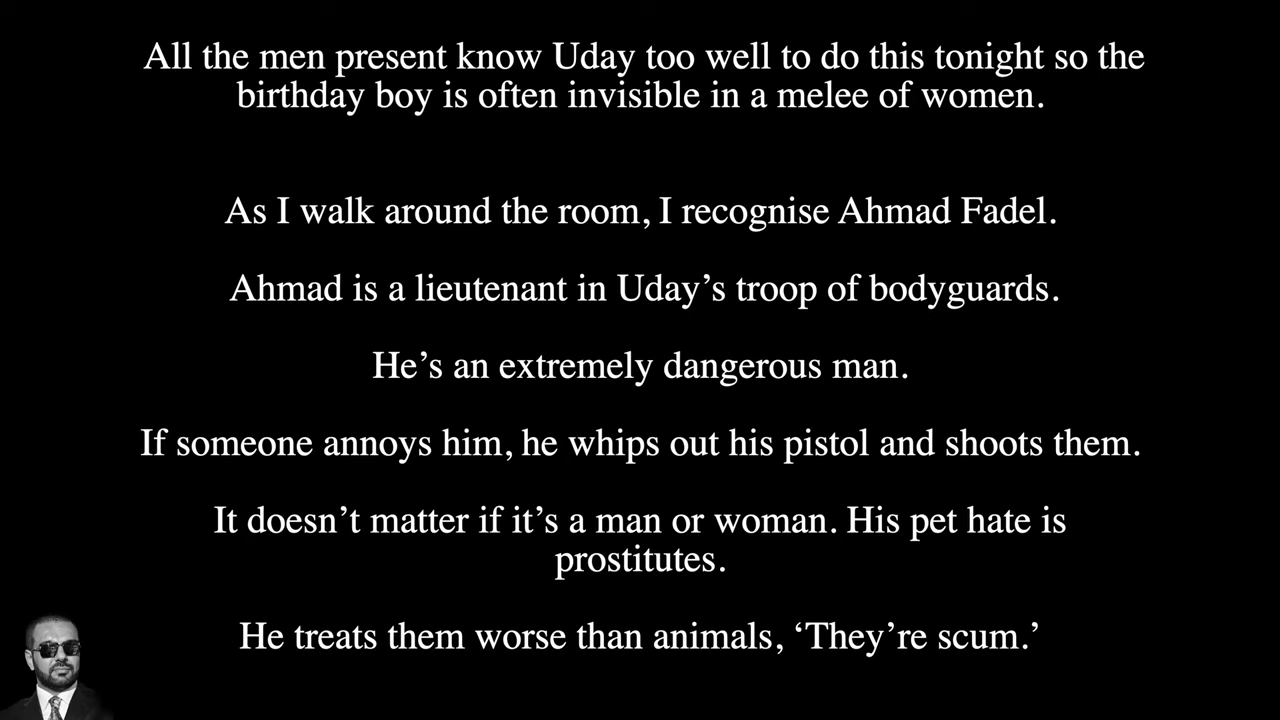 All the men present know Uday too well to do this tonight so the
birthday boy is often invisible in a melee of women.
As I walk around the room, I recognise Ahmad Fadel.
Ahmad is a lieutenant in Uday’s troop of bodyguards.
He’s an extremely dangerous man.
If someone annoys him, he whips out his pistol and shoots them.
It doesn’t matter if it’s a man or woman. His pet hate is
prostitutes.
He treats them worse than animals, ‘They’re scum.’